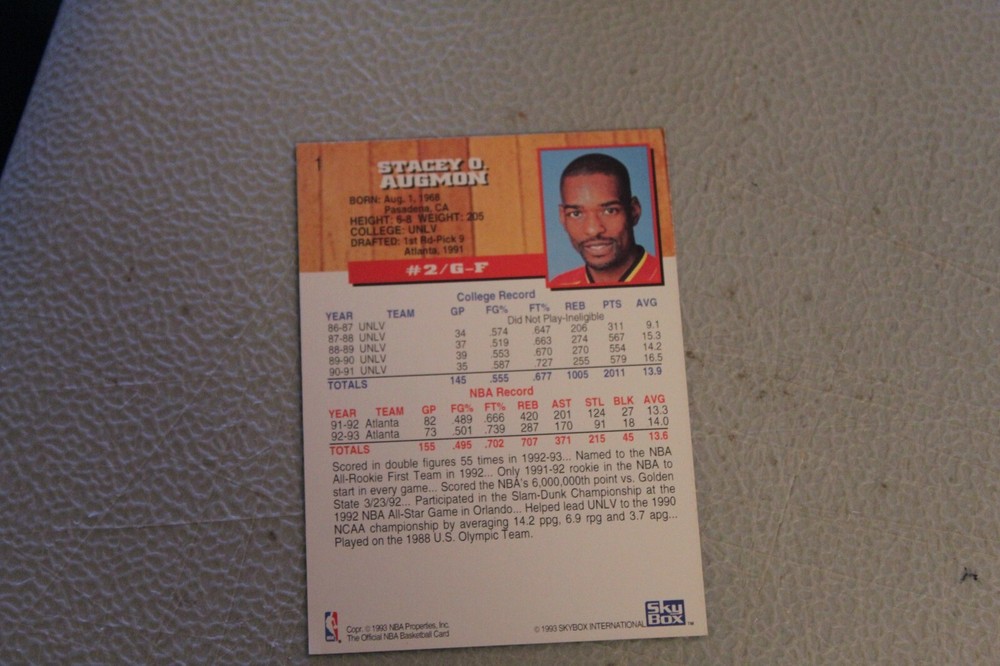 1
STACEY O.
AUGMON
BORN: Aug. 1, 1968
Pasadena, CA
HEIGHT: 6-8 WEIGHT: 205
COLLEGE: UNLV
DRAFTED: 1st Rd-Pick 9
Atlanta, 1991
#2/G-F
College Record
YEAR TEAM GP FG% FT% REB PTS AVG
86-87 UNLV Did Not Play-Ineligible
87-88 UNLV 34 .574 .647 206 311 9.1
88-89 UNLV 37 .519 .663 274 567 15.3
89-90 UNLV 39 .553 .670 270 554 14.2
90-91 UNLV 35 .587 .727 255 579 16.5
TOTALS 145 .555 .677 1005 2011 13.9
NBA Record
YEAR TEAM GP FG% FT% REB AST STL BLK AVG
91-92 Atlanta 82 .489 .666 420 201 124 27 13.3
92-93 Atlanta 73 .501 .739 287 170 91 18 14.0
TOTALS 155 .495 .702 707 371 215 45 13.6
Scored in double figures 55 times in 1992-93... Named to the NBA
All-Rookie First Team in 1992... Only 1991-92 rookie in the NBA to
start in every game... Scored the NBA's 6,000,000th point vs. Golden
State 3/23/92... Participated in the Slam-Dunk Championship at the
1992 NBA All-Star Game in Orlando... Helped lead UNLV to the 1990
NCAA championship by averaging 14.2 ppg, 6.9 rpg and 3.7 apg...
Played on the 1988 U.S. Olympic Team.
NBA
Copr. © 1993 NBA Properties, Inc.
The Official NBA Basketball Card
© 1993 SKYBOX INTERNATIONAL
Sky
Box™